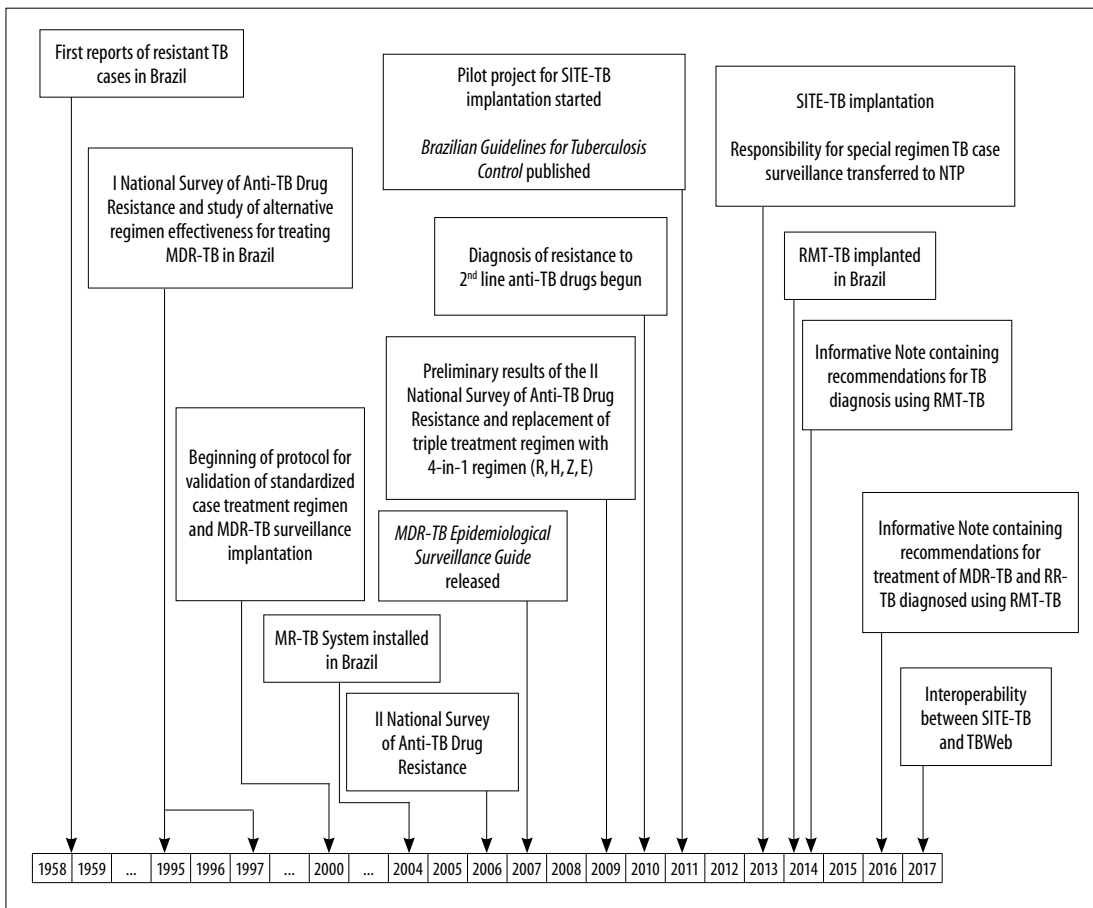 First reports of resistant TB
cases in Brazil
I National Survey of Anti-TB Drug
Resistance and study of alternative
regimen effectiveness for treating
MDR-TB in Brazil
Beginning of protocol for
validation of standardized
case treatment regimen
and MDR-TB surveillance
implantation
MR-TB System installed
in Brazil
II National Survey
of Anti-TB Drug
Resistance
MDR-TB Epidemiological
Surveillance Guide
released
Preliminary results of the II
National Survey of Anti-TB Drug
Resistance and replacement of
triple treatment regimen with
4-in-1 regimen (R, H, Z, E)
Diagnosis of resistance to
2nd line anti-TB drugs begun
Pilot project for SITE-TB
implantation started
Brazilian Guidelines for Tuberculosis
Control published
SITE-TB implantation
Responsibility for special regimen TB case
surveillance transferred to NTP
RMT-TB implanted
in Brazil
Informative Note containing
recommendations for TB
diagnosis using RMT-TB
Informative Note containing
recommendations for
treatment of MDR-TB and RR-
TB diagnosed using RMT-TB
Interoperability
between SITE-TB
and TBWeb
1958 1959 ... 1995 1996 1997 ... 2000 ... 2004 2005 2006 2007 2008 2009 2010 2011 2012 2013 2014 2015 2016 2017